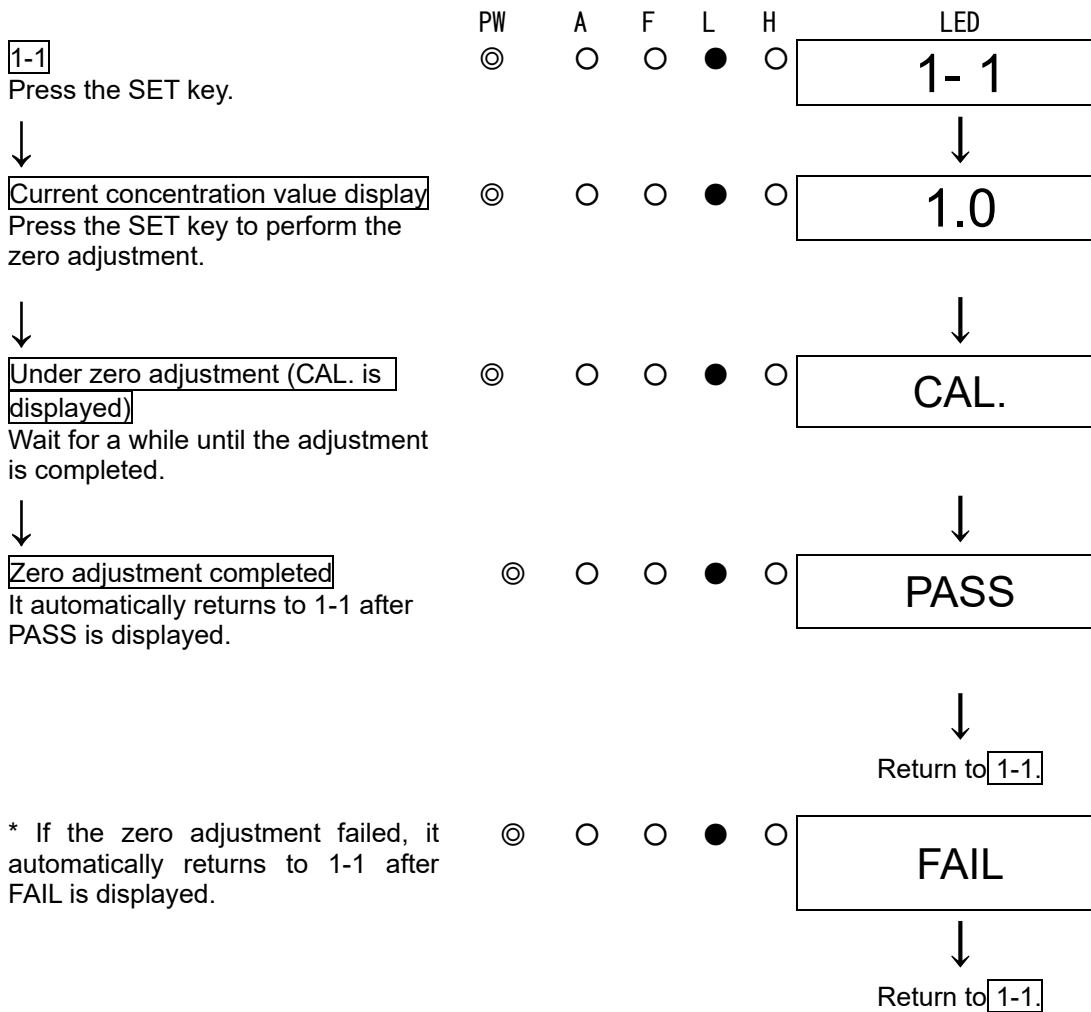 PW A F L H LED
1-1 ◎ ○ ○ ● ○ 1- 1
Press the SET key.
↓ ↓
Current concentration value display ◎ ○ ○ ● ○ 1.0
Press the SET key to perform the
zero adjustment.
↓ ↓
Under zero adjustment (CAL. is ◎ ○ ○ ● ○ CAL.
displayed)
Wait for a while until the adjustment
is completed.
↓ ↓
Zero adjustment completed ◎ ○ ○ ● ○ PASS
It automatically returns to 1-1 after
PASS is displayed.
↓
Return to 1-1.
* If the zero adjustment failed, it ◎ ○ ○ ● ○ FAIL
automatically returns to 1-1 after
FAIL is displayed.
↓
Return to 1-1.